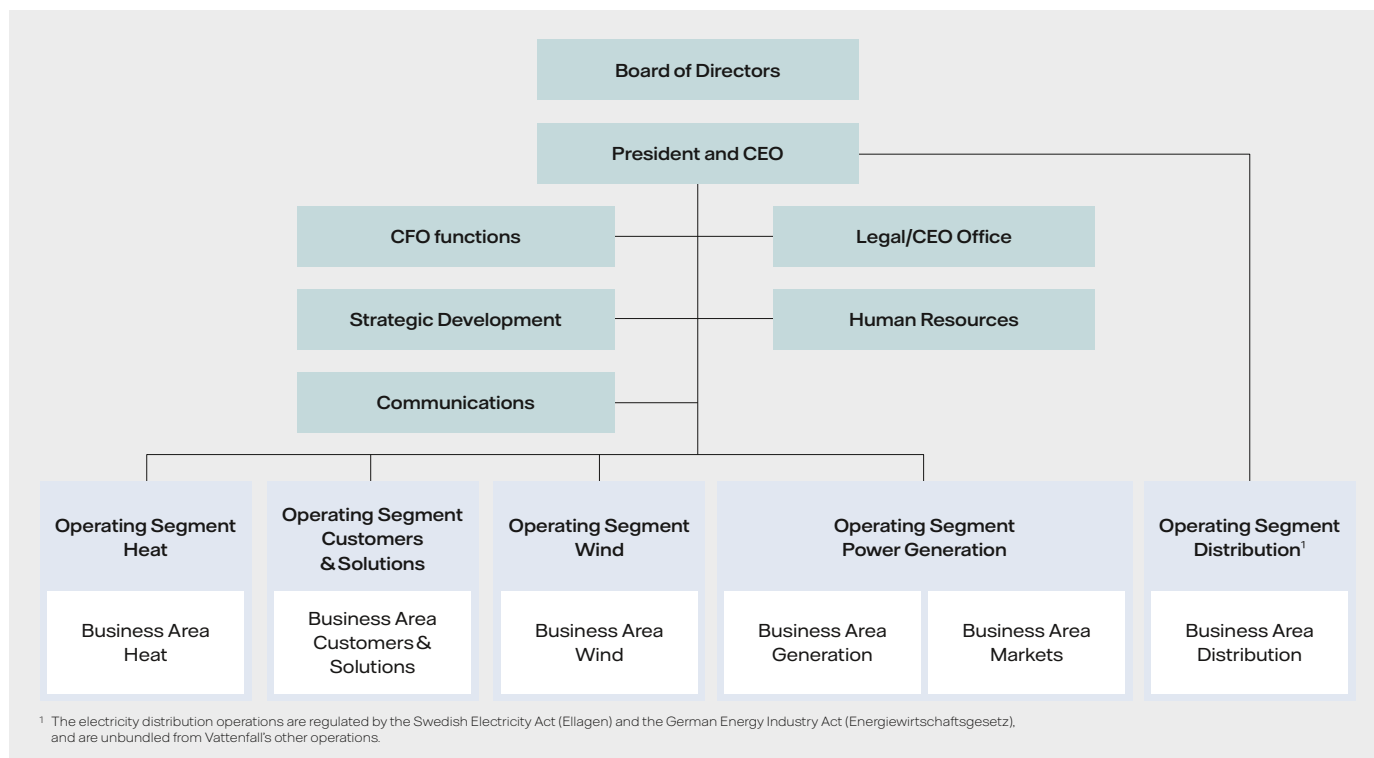 Board of Directors
President and CEO
CFO functions
Legal/CEO Office
Strategic Development
Human Resources
Communications
Operating Segment
Heat
Operating Segment
Customers
& Solutions
Operating Segment
Wind
Operating Segment
Power Generation
Operating Segment
Distribution¹
Business Area
Heat
Business Area
Customers &
Solutions
Business Area
Wind
Business Area
Generation
Business Area
Markets
Business Area
Distribution
¹ The electricity distribution operations are regulated by the Swedish Electricity Act (Ellagen) and the German Energy Industry Act (Energiewirtschaftsgesetz),
and are unbundled from Vattenfall's other operations.